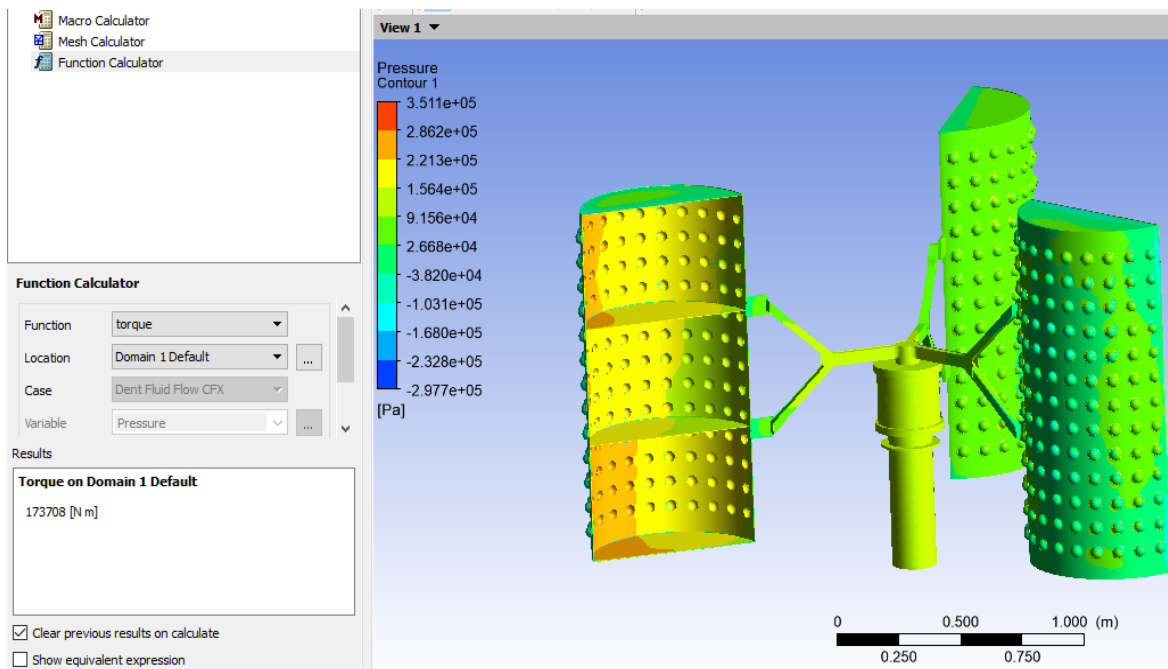 Macro Calculator
Mesh Calculator
Function Calculator
Function Calculator
Function torque
Location Domain 1 Default ...
Case Dent Fluid Flow CFX
Variable Pressure ...
Results
Torque on Domain 1 Default
173708 [N m]
Clear previous results on calculate
Show equivalent expression
View 1
Pressure
Contour 1
3.511e+05
2.862e+05
2.213e+05
1.564e+05
9.156e+04
2.668e+04
-3.820e+04
-1.031e+05
-1.680e+05
-2.328e+05
-2.977e+05
[Pa]
0 0.500 1.000 (m)
0.250 0.750